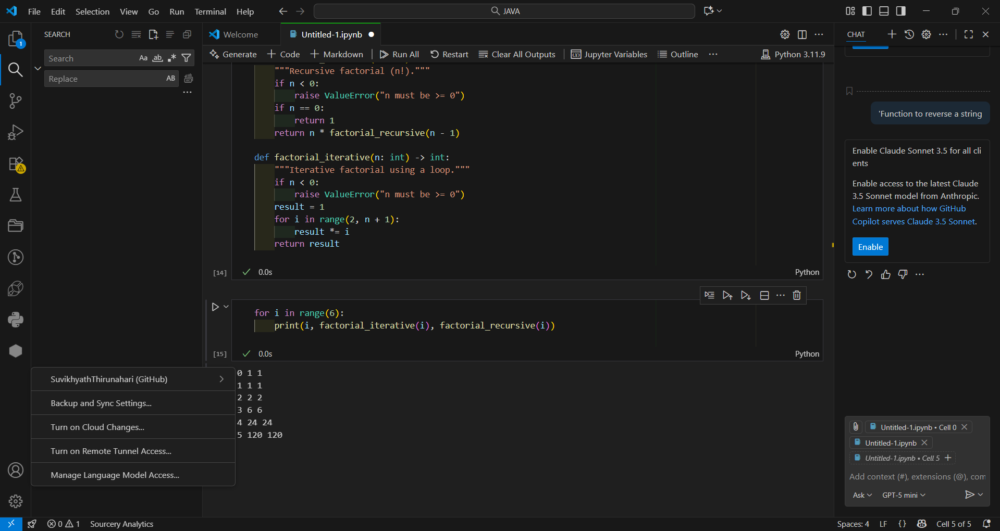 File Edit Selection View Go Run Terminal Help
JAVA
SEARCH
Search
Aa
ab
Replace
AB
1
Welcome
Untitled-1.ipynb
Generate
Code
Markdown
Run All
Restart
Clear All Outputs
Jupyter Variables
Outline
Python 3.11.9
"""Recursive factorial (n!)."""
if n < 0:
raise ValueError("n must be >= 0")
if n == 0:
return 1
return n * factorial_recursive(n - 1)
def factorial_iterative(n: int) -> int:
"""Iterative factorial using a loop."""
if n < 0:
raise ValueError("n must be >= 0")
result = 1
for i in range(2, n + 1):
result *= i
return result
[14]
0.0s
Python
for i in range(6):
print(i, factorial_iterative(i), factorial_recursive(i))
[15]
0.0s
Python
0 1 1
1 1 1
2 2 2
3 6 6
4 24 24
5 120 120
SuvikhyathThirunahari (GitHub)
Backup and Sync Settings...
Turn on Cloud Changes...
Turn on Remote Tunnel Access...
Manage Language Model Access...
CHAT
'Function to reverse a string
Enable Claude Sonnet 3.5 for all cli
ents
Enable access to the latest Claude
3.5 Sonnet model from Anthropic.
Learn more about how GitHub
Copilot serves Claude 3.5 Sonnet.
Enable
Untitled-1.ipynb • Cell 0
Untitled-1.ipynb
Untitled-1.ipynb • Cell 5
Add context (#), extensions (@), com
Ask
GPT-5 mini
0
1
Sourcery Analytics
Spaces: 4
LF
{}
Cell 5 of 5